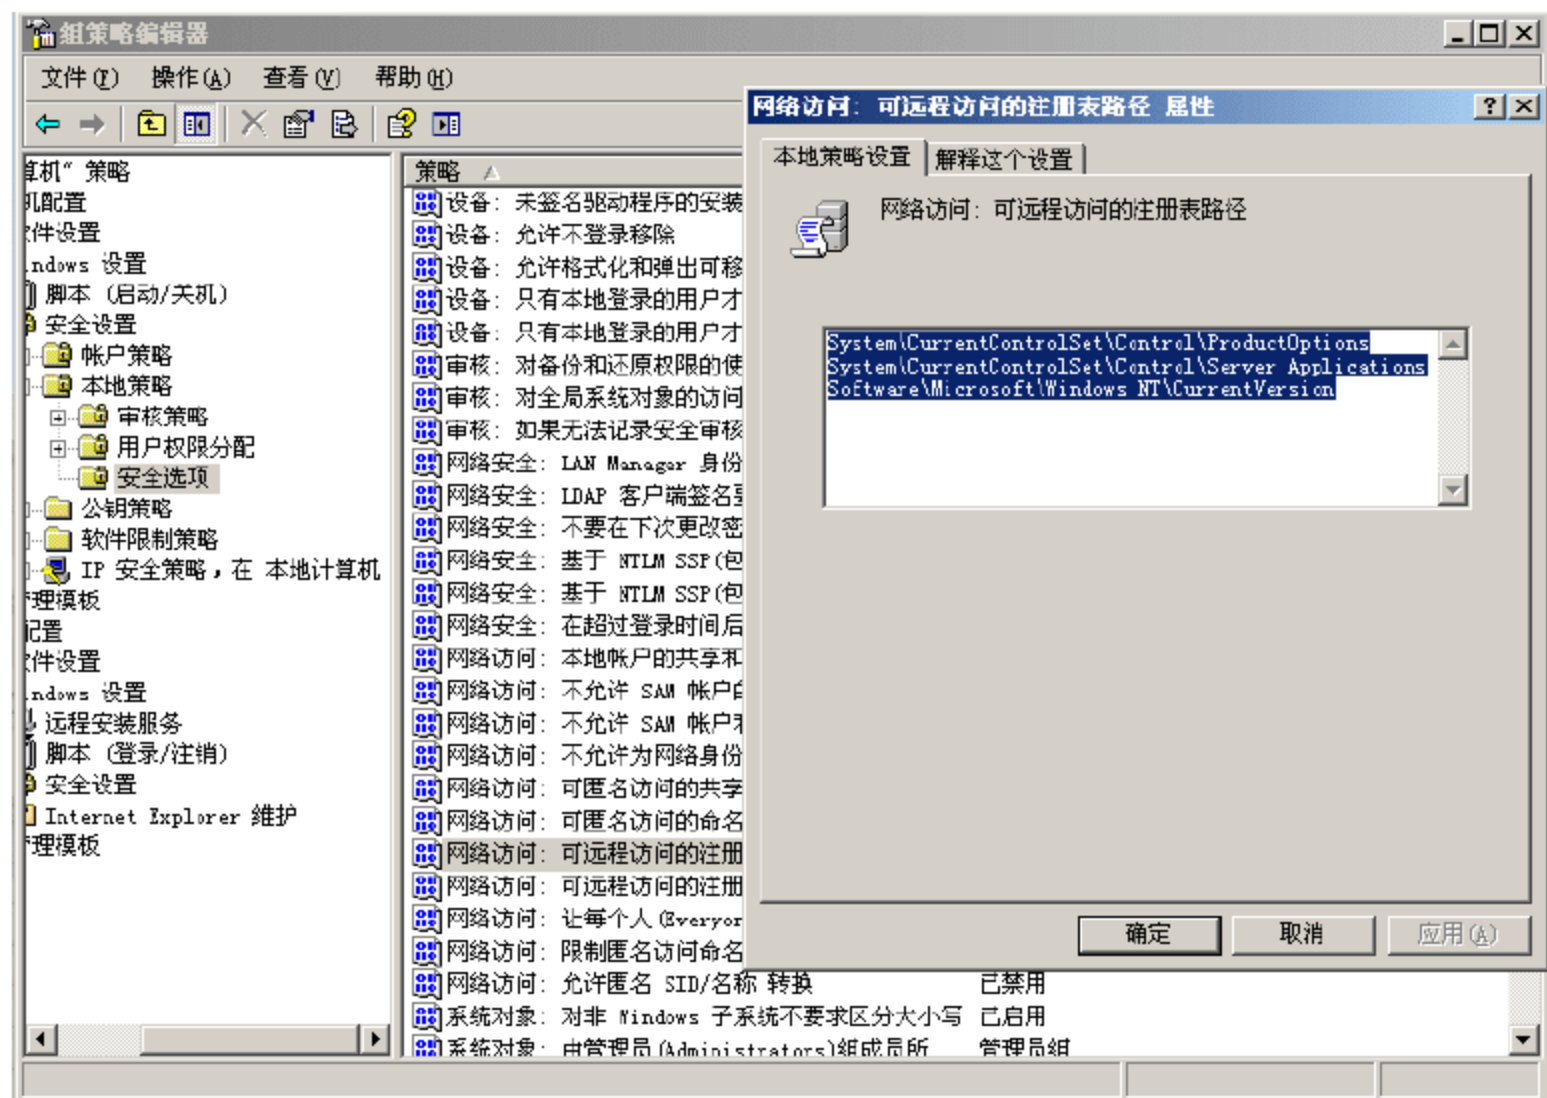 组策略编辑器
文件(F) 操作(A) 查看(V) 帮助(H)
算机" 策略
机配置
件设置
ndows 设置
脚本 (启动/关机)
安全设置
帐户策略
本地策略
审核策略
用户权限分配
安全选项
公钥策略
软件限制策略
IP 安全策略，在 本地计算机
理模板
配置
件设置
ndows 设置
远程安装服务
脚本 (登录/注销)
安全设置
Internet Explorer 维护
理模板
策略
设备: 未签名驱动程序的安装
设备: 允许不登录移除
设备: 允许格式化和弹出可移
设备: 只有本地登录的用户才
设备: 只有本地登录的用户才
审核: 对备份和还原权限的使
审核: 对全局系统对象的访问
审核: 如果无法记录安全审核
网络安全: LAN Manager 身份
网络安全: LDAP 客户端签名要
网络安全: 不要在下次更改密
网络安全: 基于 NTLM SSP(包
网络安全: 基于 NTLM SSP(包
网络安全: 在超过登录时间后
网络访问: 本地帐户的共享和
网络访问: 不允许 SAM 帐户的
网络访问: 不允许 SAM 帐户和
网络访问: 不允许为网络身份
网络访问: 可匿名访问的共享
网络访问: 可匿名访问的命名
网络访问: 可远程访问的注册
网络访问: 可远程访问的注册
网络访问: 让每个人(Everyon
网络访问: 限制匿名访问命名
网络访问: 允许匿名 SID/名称 转换 已禁用
系统对象: 对非 Windows 子系统不要求区分大小写 已启用
系统对象: 由管理员(Administrators)组成员所 管理员组
网络访问: 可远程访问的注册表路径 属性
本地策略设置 解释这个设置
网络访问: 可远程访问的注册表路径
System\CurrentControlSet\Control\ProductOptions
System\CurrentControlSet\Control\Server Applications
Software\Microsoft\Windows NT\CurrentVersion
确定 取消 应用(A)